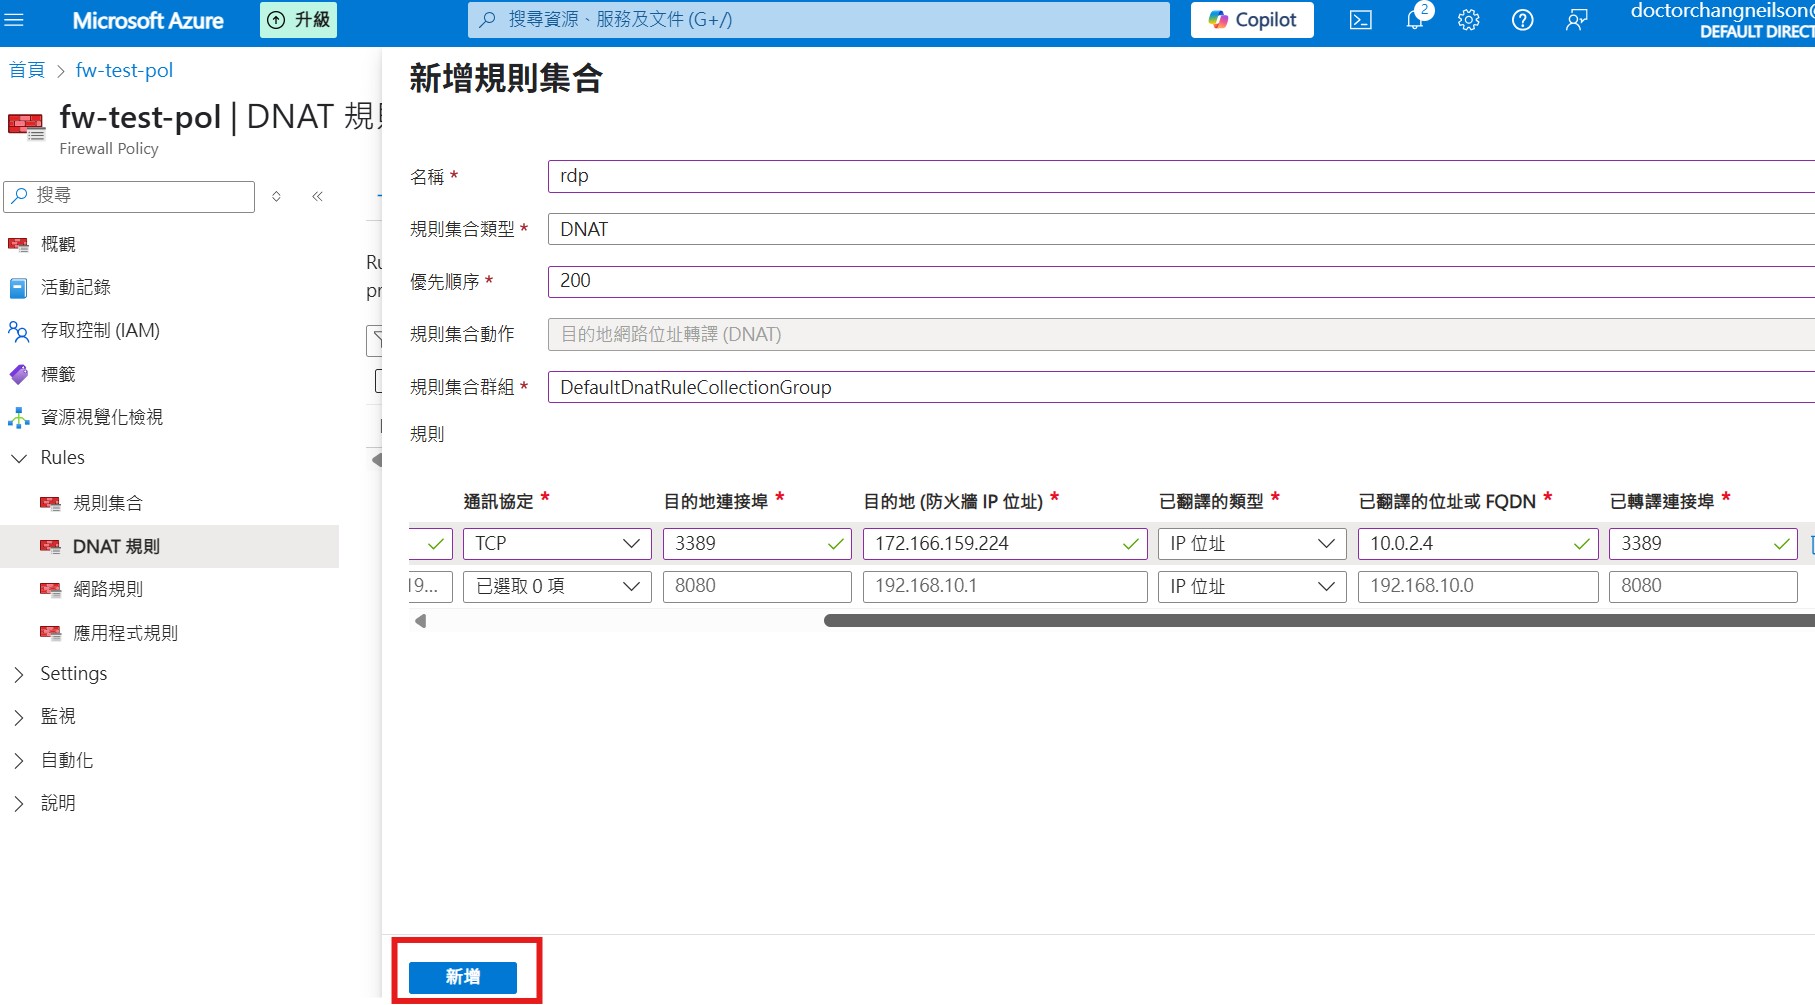 Microsoft Azure
升級
搜尋資源、服務及文件 (G+/)
Copilot
2
doctorchangneilson@
DEFAULT DIRECT
首頁 > fw-test-pol
fw-test-pol | DNAT 規
Firewall Policy
搜尋
概觀
活動記錄
存取控制 (IAM)
標籤
資源視覺化檢視
Rules
規則集合
DNAT 規則
網路規則
應用程式規則
Settings
監視
自動化
說明
新增規則集合
名稱 *
rdp
規則集合類型 *
DNAT
優先順序 *
200
規則集合動作
目的地網路位址轉譯 (DNAT)
規則集合群組 *
DefaultDnatRuleCollectionGroup
規則
通訊協定 * 目的地連接埠 * 目的地 (防火牆 IP 位址) * 已翻譯的類型 * 已翻譯的位址或 FQDN * 已轉譯連接埠 *
TCP 3389 172.166.159.224 IP 位址 10.0.2.4 3389
19... 已選取 0 項 8080 192.168.10.1 IP 位址 192.168.10.0 8080
新增